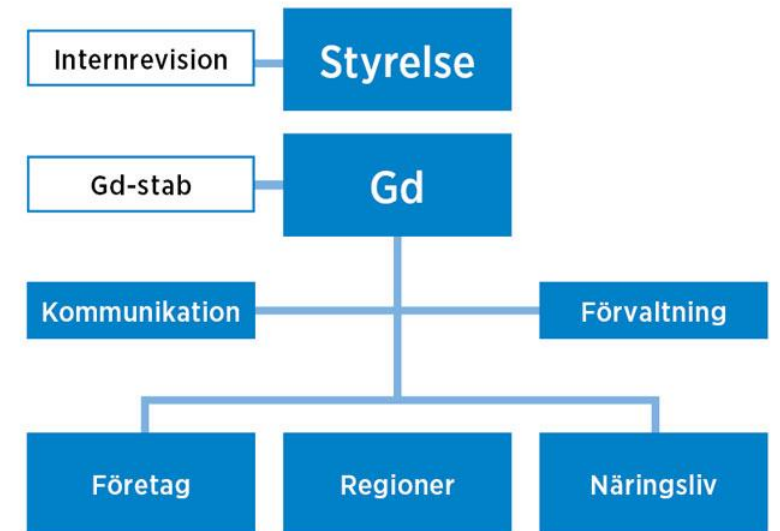 Internrevision
Styrelse
Gd-stab
Gd
Kommunikation
Förvaltning
Företag
Regioner
Näringsliv